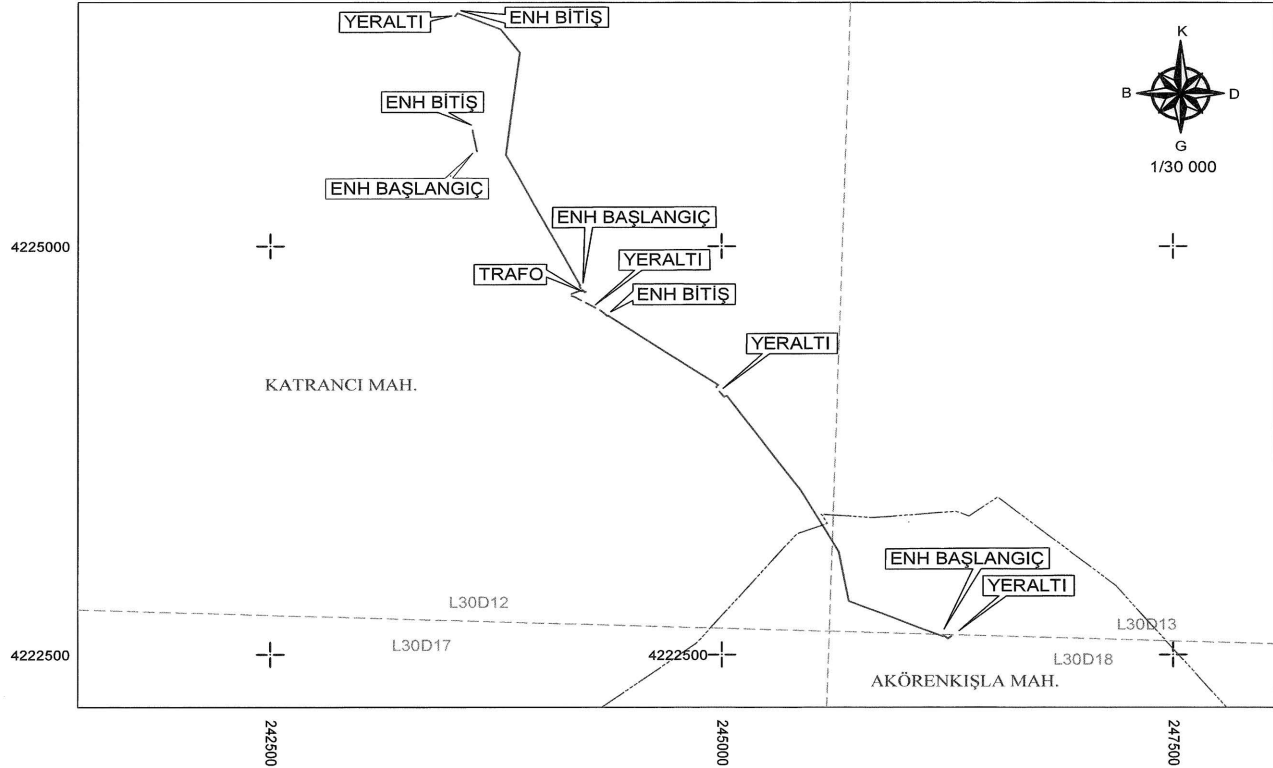 YERALTI
ENH BİTİŞ
K
B
D
G
1/30 000
ENH BİTİŞ
ENH BAŞLANGIÇ
ENH BAŞLANGIÇ
4225000
YERALTI
TRAFO
ENH BİTİŞ
YERALTI
KATRANCI MAH.
ENH BAŞLANGIÇ
YERALTI
L30D12
L30D13
L30D17
4222500
4222500
L30D18
AKÖRENKIŞLA MAH.
242500
245000
247500